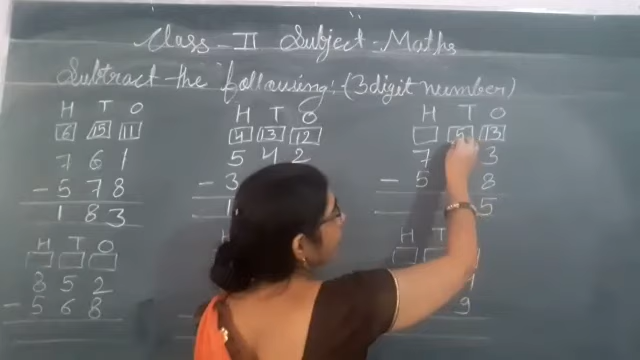 Class - II Subject - Maths
Subtract the following: (3 digit number)
H T O H T O H T O
6 15 11 4 13 12 5 13
7 6 1 5 4 2 7 3
- 5 7 8 - 3 - 5 8
1 8 3 1 5
H T O H T
8 5 2
- 5 6 8 9